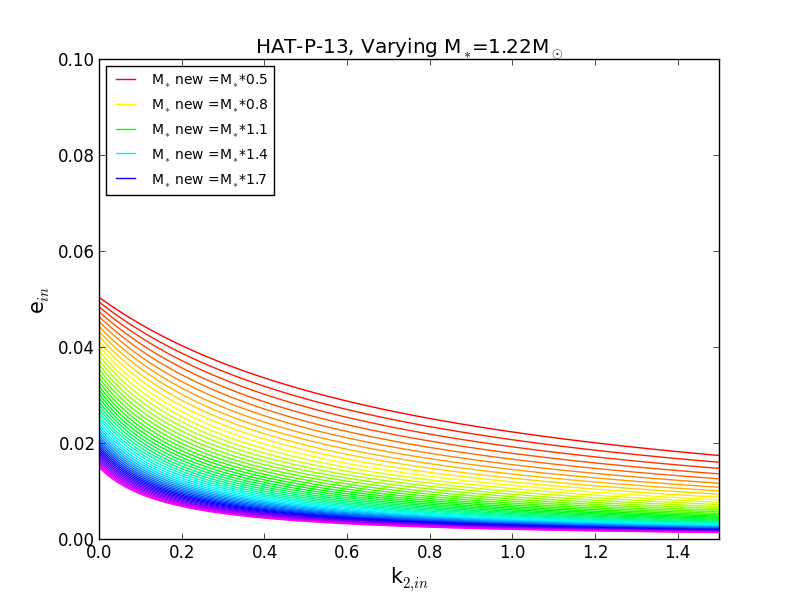 HAT-P-13, Varying M*=1.22M☉
0.10
0.08
0.06
0.04
0.02
0.00
e_in
M* new =M**0.5
M* new =M**0.8
M* new =M**1.1
M* new =M**1.4
M* new =M**1.7
0.0 0.2 0.4 0.6 0.8 1.0 1.2 1.4
k_2,in